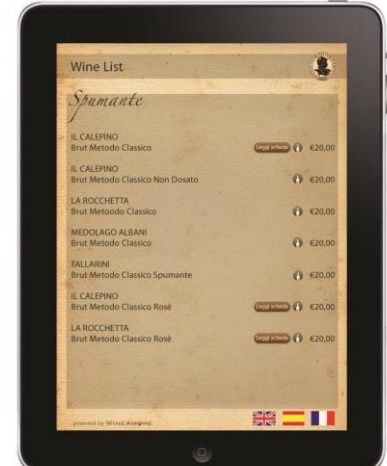 Wine List
Spumante
IL CALEPINO
Brut Metodo Classico Leggi scheda €20,00
IL CALEPINO
Brut Metodo Classico Non Dosato €20,00
LA ROCCHETTA
Brut Metoodo Classico €20,00
MEDOLAGO ALBANI
Brut Metodo Classico €20,00
TALLARINI
Brut Metodo Classico Spumante €20,00
IL CALEPINO
Brut Metodo Classico Rosè Leggi scheda €20,00
LA ROCCHETTA
Brut Metodo Classico Rosè Leggi scheda €20,00
powered by